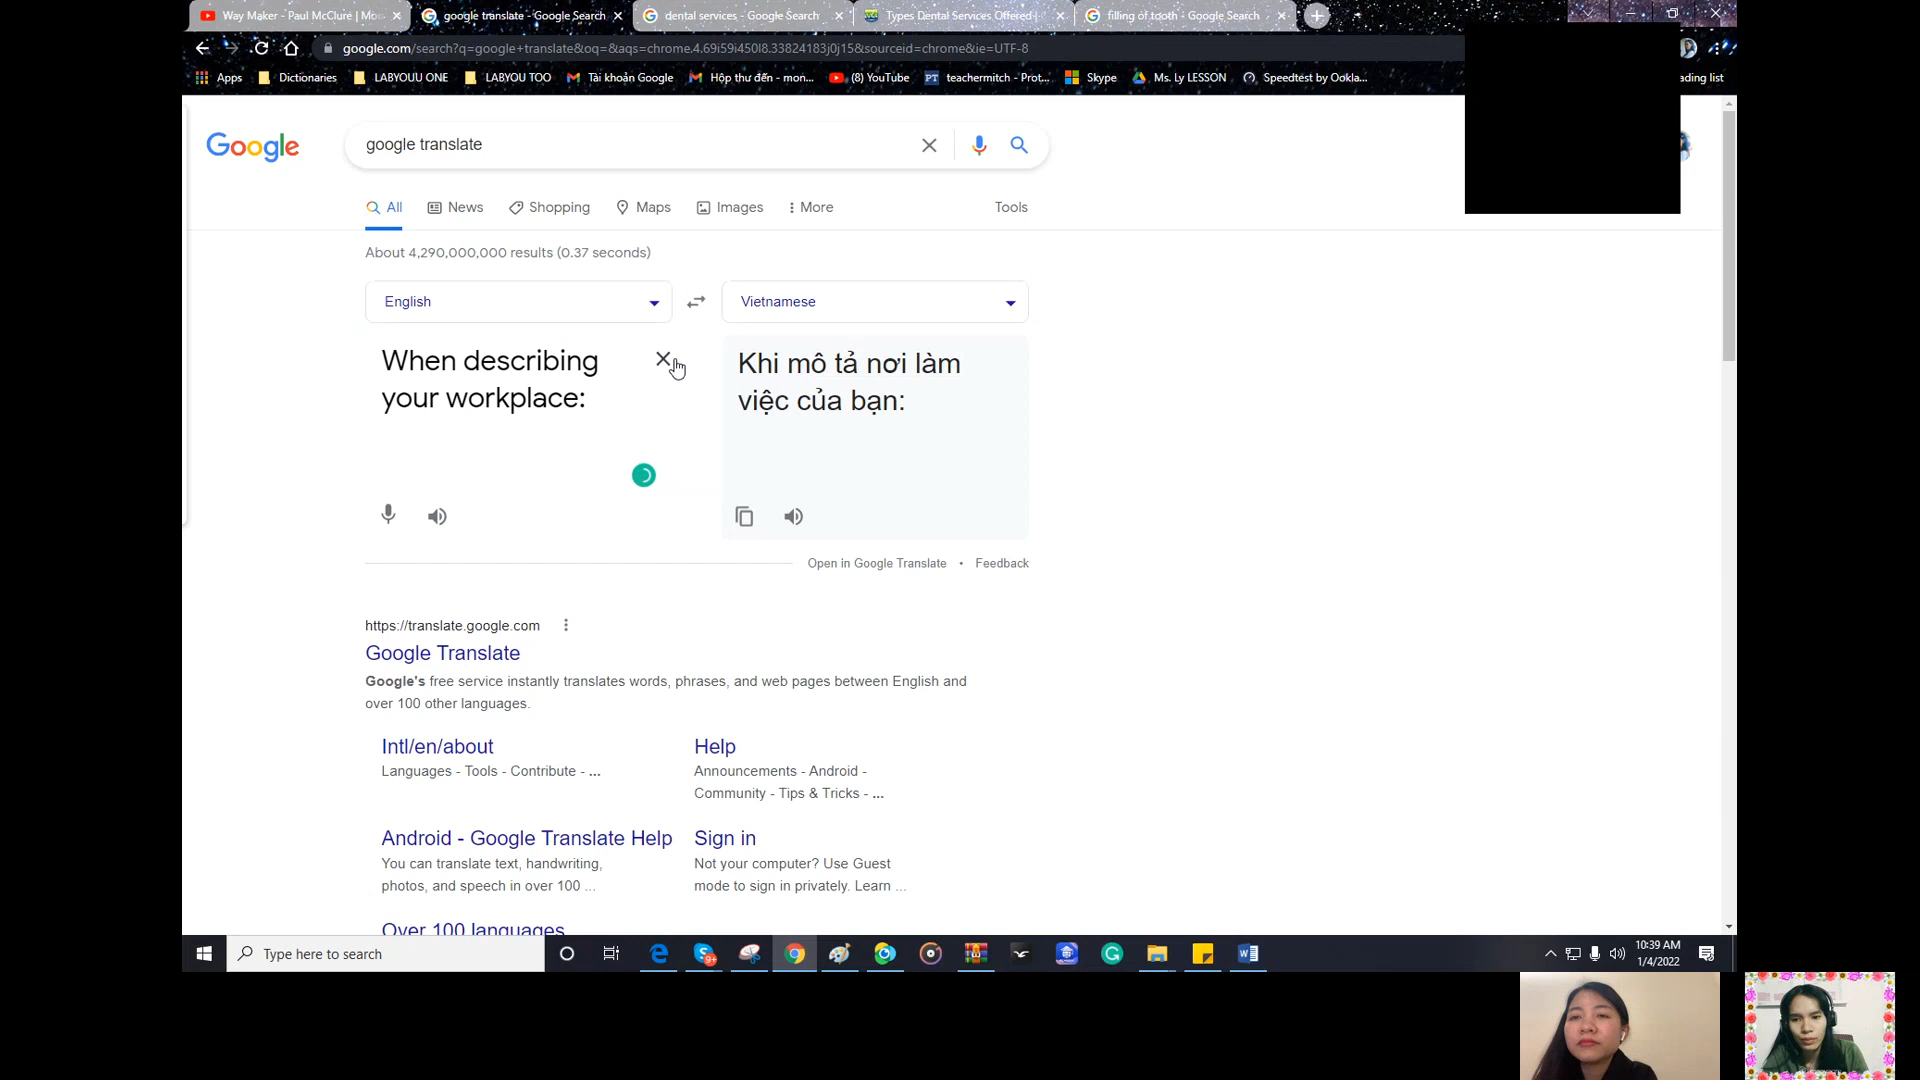 Way Maker - Paul McClure | Mo
google translate - Google Search
dental services - Google Search
Types Dental Services Offered |
filling of tooth - Google Search
google.com/search?q=google+translate&oq=&aqs=chrome.4.69i59i450l8.33824183j0j15&sourceid=chrome&ie=UTF-8
Apps Dictionaries LABYOUU ONE LABYOU TOO Tài khoản Google Hộp thư đến - mon... (8) YouTube teachermitch - Prot... Skype Ms. Ly LESSON Speedtest by Ookla... ading list
Google
google translate
All News Shopping Maps Images More Tools
About 4,290,000,000 results (0.37 seconds)
English Vietnamese
When describing
your workplace:
Khi mô tả nơi làm
việc của bạn:
Open in Google Translate • Feedback
https://translate.google.com
Google Translate
Google's free service instantly translates words, phrases, and web pages between English and
over 100 other languages.
Intl/en/about
Languages - Tools - Contribute - ...
Help
Announcements - Android -
Community - Tips & Tricks - ...
Android - Google Translate Help
You can translate text, handwriting,
photos, and speech in over 100 ...
Sign in
Not your computer? Use Guest
mode to sign in privately. Learn ...
Over 100 languages
Type here to search
10:39 AM
1/4/2022